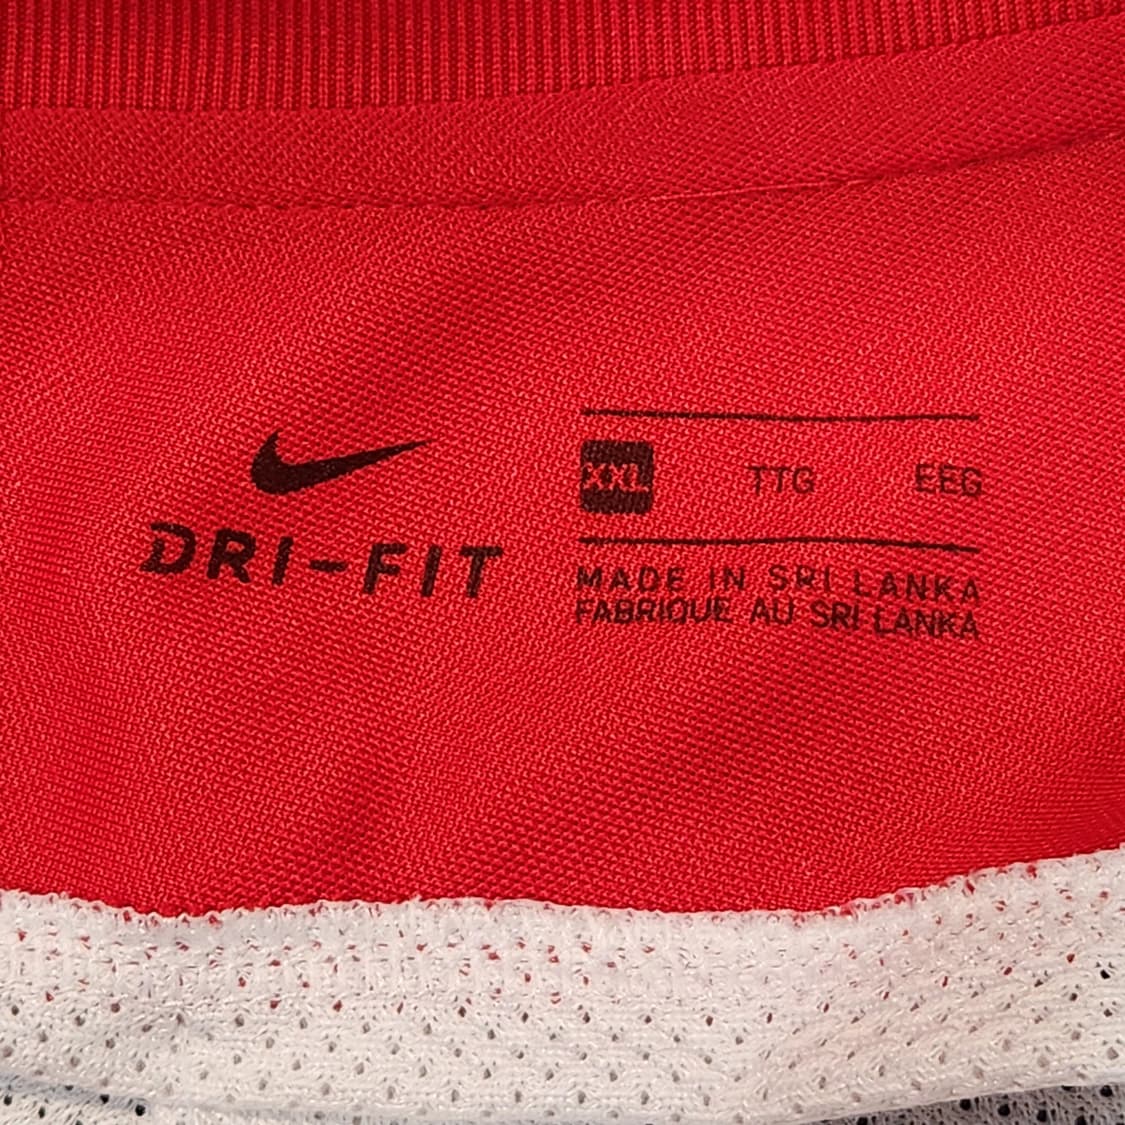 DRI-FIT
XXL TTG EEG
MADE IN SRI LANKA
FABRIQUE AU SRI LANKA